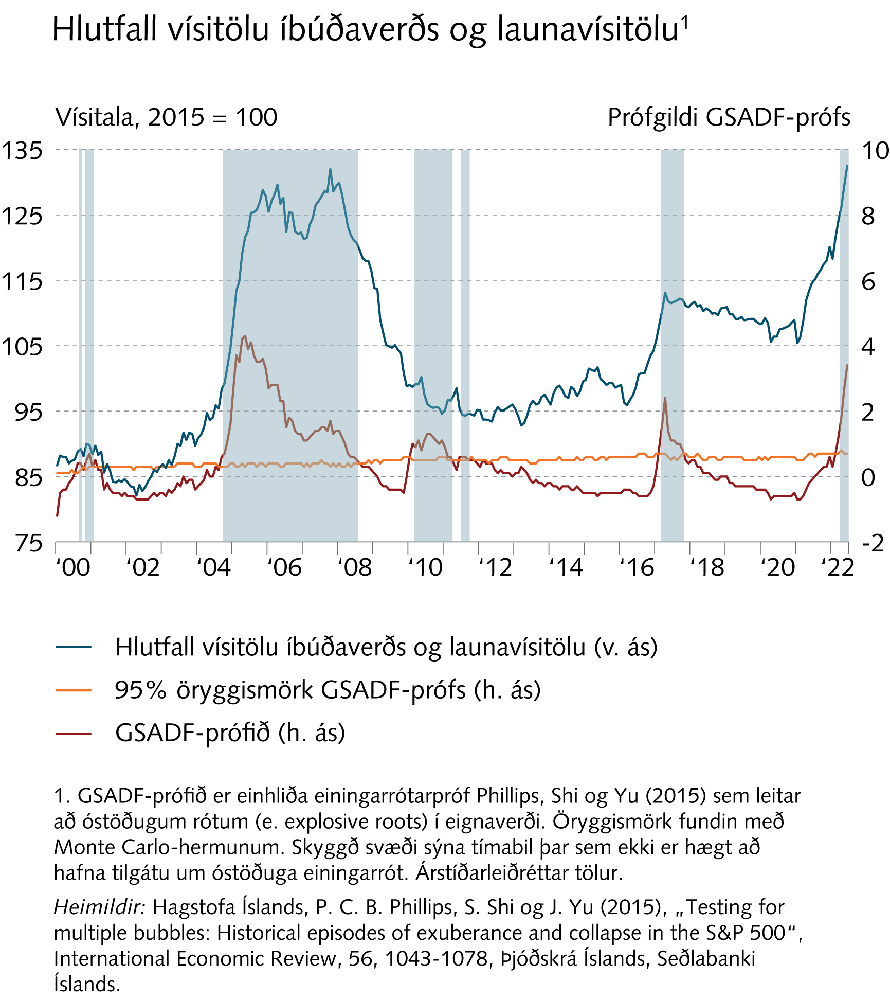 Hlutfall vísitölu íbúðaverðs og launavísitölu¹
Vísitala, 2015 = 100
Prófgildi GSADF-prófs
135
125
115
105
95
85
75
10
8
6
4
2
0
-2
‘00 ‘02 ‘04 ‘06 ‘08 ‘10 ‘12 ‘14 ‘16 ‘18 ‘20 ‘22
Hlutfall vísitölu íbúðaverðs og launavísitölu (v. ás)
95% öryggismörk GSADF-prófs (h. ás)
GSADF-prófið (h. ás)
1. GSADF-prófið er einhliða einingarrótarpróf Phillips, Shi og Yu (2015) sem leitar
að óstöðugum rótum (e. explosive roots) í eignaverði. Öryggismörk fundin með
Monte Carlo-hermunum. Skyggð svæði sýna tímabil þar sem ekki er hægt að
hafna tilgátu um óstöðuga einingarrót. Árstíðarleiðréttar tölur.
Heimildir: Hagstofa Íslands, P. C. B. Phillips, S. Shi og J. Yu (2015), „Testing for
multiple bubbles: Historical episodes of exuberance and collapse in the S&P 500“,
International Economic Review, 56, 1043-1078, Þjóðskrá Íslands, Seðlabanki
Íslands.